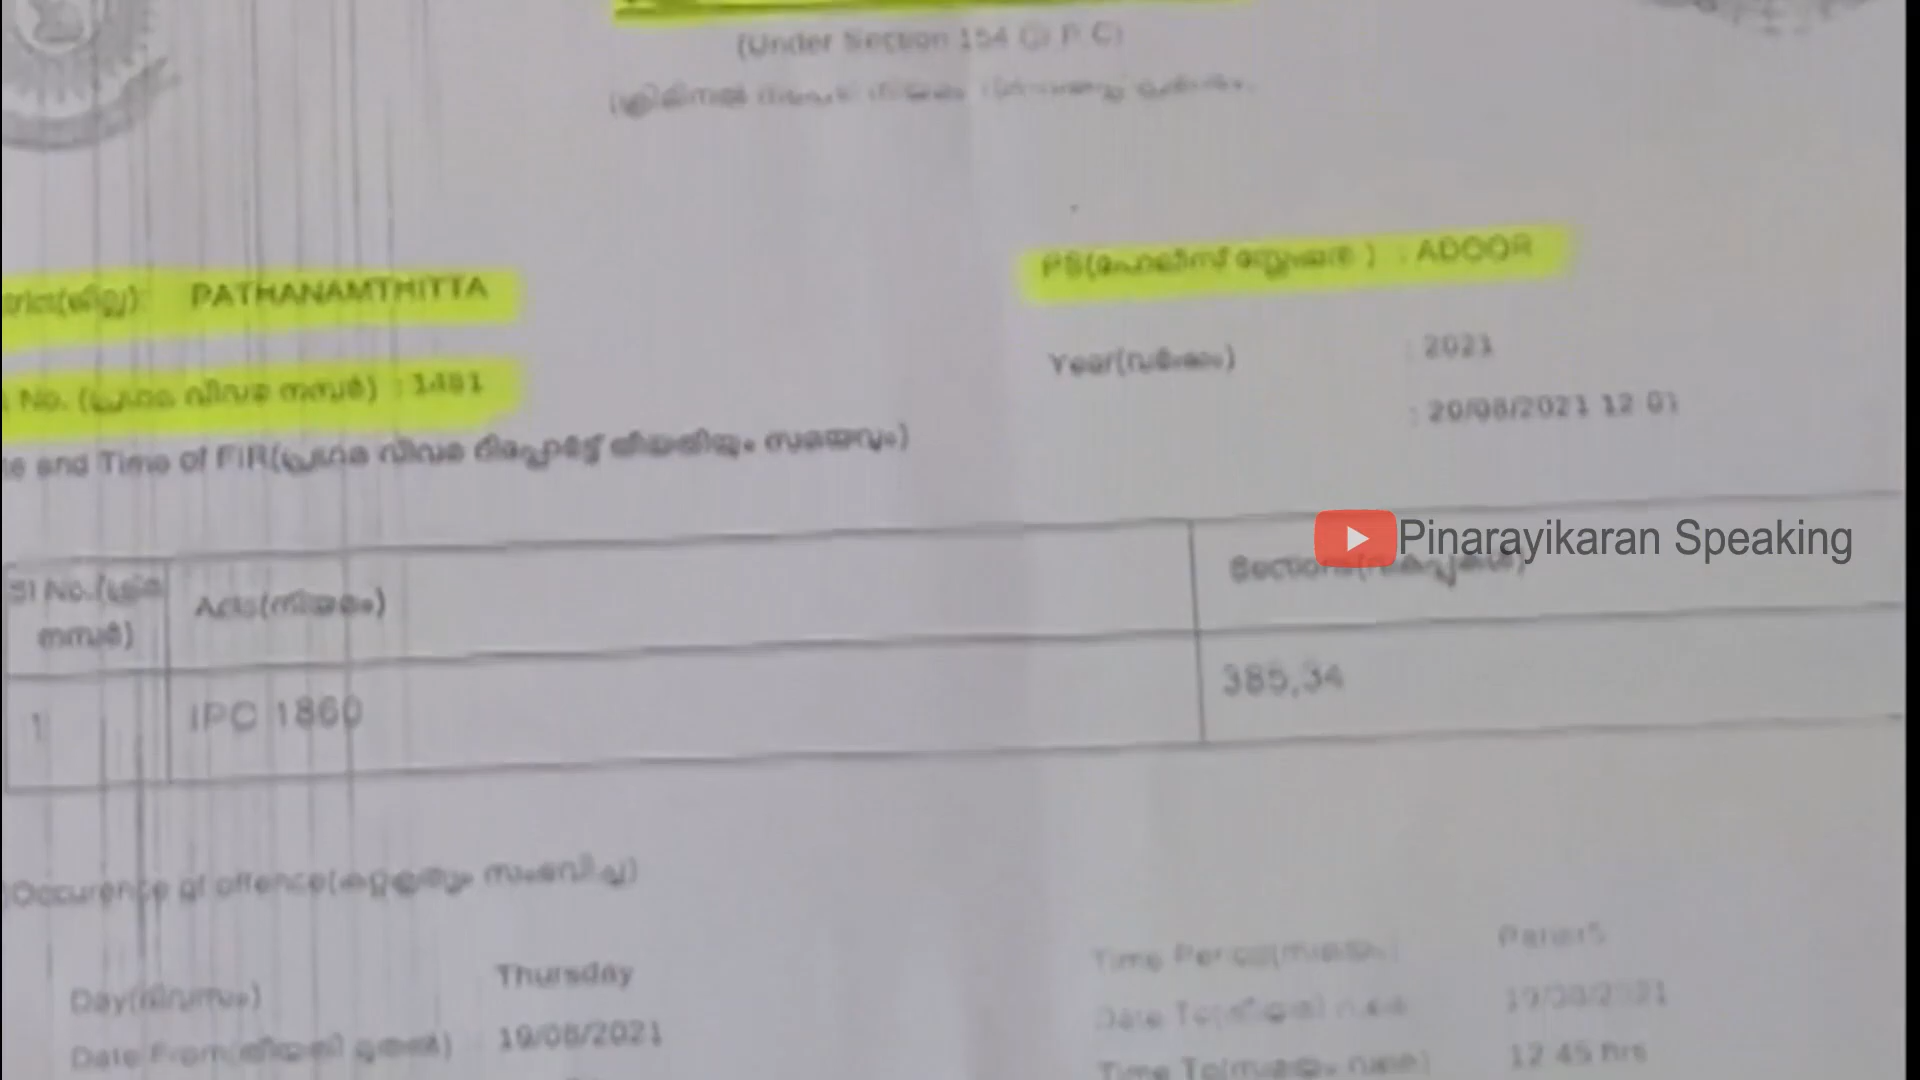 (Under Section 154 Cr.P.C)
(ജില്ല): PATHANAMTHITTA
PS(പോലീസ് സ്റ്റേഷൻ) : ADOOR
No. (പ്രഥമ വിവര നമ്പർ) : 1481
Year(വർഷം) : 2021
and Time of FIR(പ്രഥമ വിവര റിപ്പോർട്ട് തീയതിയും സമയവും) : 20/08/2021 12 01
Pinarayikaran Speaking
Sl No.(ക്രമ നമ്പർ)
Acts(നിയമം)
Sections(വകുപ്പുകൾ)
1 IPC 1860 385,34
Occurence of offence(കുറ്റകൃത്യം സംഭവിച്ച)
Day(ദിവസം) Thursday
Time Period(സമയം)
Date From(തീയതി മുതൽ) : 19/08/2021
Date To(തീയതി വരെ) 19/08/2021
Time To(സമയം വരെ) 12 45 hrs